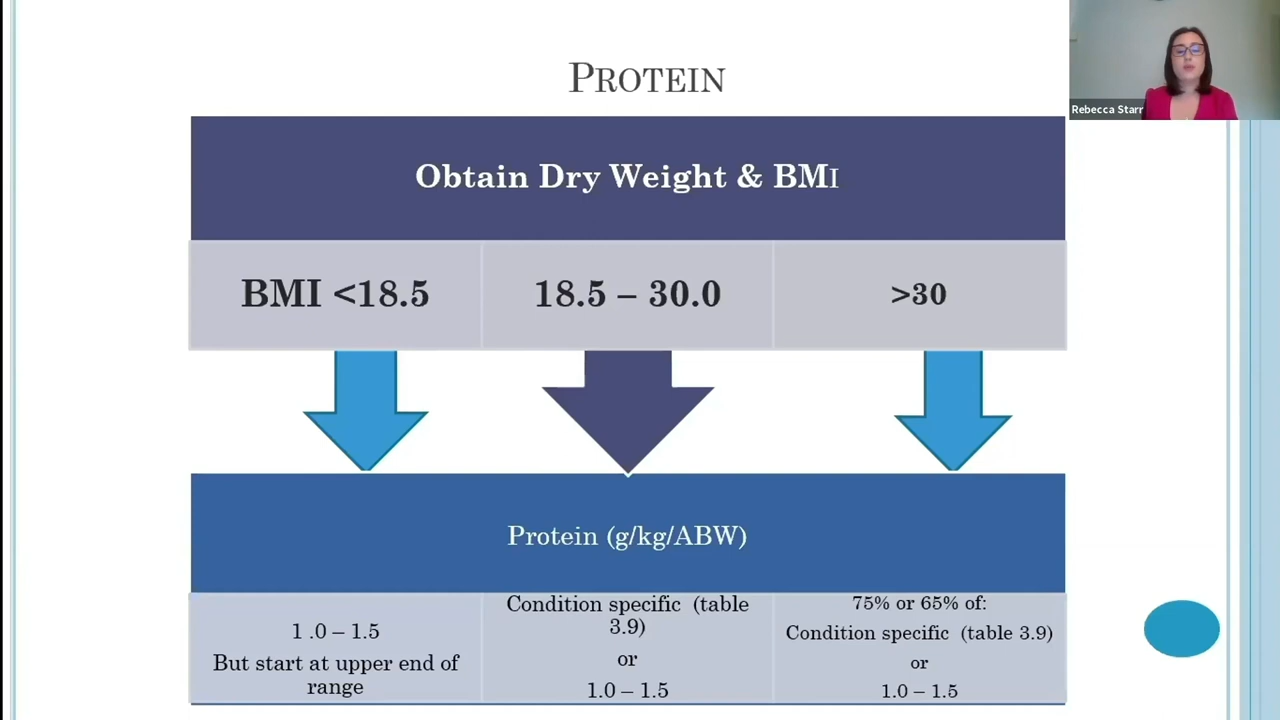 PROTEIN
Rebecca Starr
Obtain Dry Weight & BMI
BMI <18.5
18.5 – 30.0
>30
Protein (g/kg/ABW)
1 .0 – 1.5
But start at upper end of
range
Condition specific (table
3.9)
or
1.0 – 1.5
75% or 65% of:
Condition specific (table 3.9)
or
1.0 – 1.5